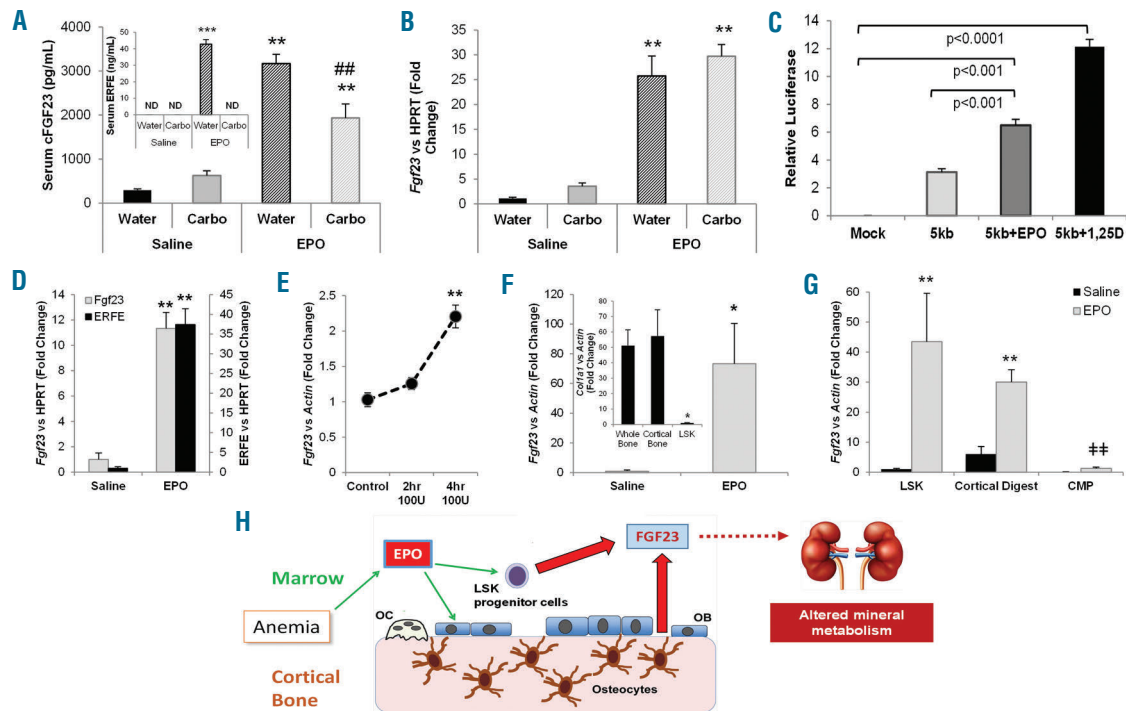 A
Serum cFGF23 (pg/mL)
4000
3000
2000
1000
0
Serum ERFE (ng/mL)
50
40
30
20
10
0
ND ND *** ND
Water Carbo Water Carbo
Saline EPO
**
##
**
Water Carbo Water Carbo
Saline EPO
B
Fgf23 vs HPRT (Fold
Change)
35
30
25
20
15
10
5
0
** **
Water Carbo Water Carbo
Saline EPO
C
Relative Luciferase
14
12
10
8
6
4
2
0
p<0.0001
p<0.001
p<0.001
Mock 5kb 5kb+EPO 5kb+1,25D
D
Fgf23 vs HPRT (Fold Change)
14
12
10
8
6
4
2
0
Fgf23
ERFE
** **
45
40
35
30
25
20
15
10
5
0
ERFE vs HPRT (Fold Change)
Saline EPO
E
Fgf23 vs Actin (Fold Change)
2.5
2
1.5
1
0.5
0
**
Control 2hr 4hr
100U 100U
F
Fgf23 vs Actin (Fold Change)
120
100
80
60
40
20
0
Col1a1 vs Actin
(Fold Change)
80
70
60
50
40
30
20
10
0
*
Whole Cortical LSK
Bone Bone
*
Saline EPO
G
Fgf23 vs Actin (Fold Change)
60
50
40
30
20
10
0
Saline
EPO
**
**
ǂǂ
LSK Cortical Digest CMP
H
Marrow
Anemia
EPO
LSK
progenitor cells
FGF23
OC
OB
Osteocytes
Cortical
Bone
Altered mineral
metabolism